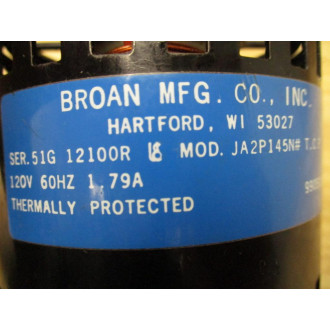 BROAN MFG. CO., INC.
HARTFORD, WI 53027
SER. 51G 12100R MOD. JA2P145N# T.C.
120V 60HZ 1.79A
THERMALLY PROTECTED